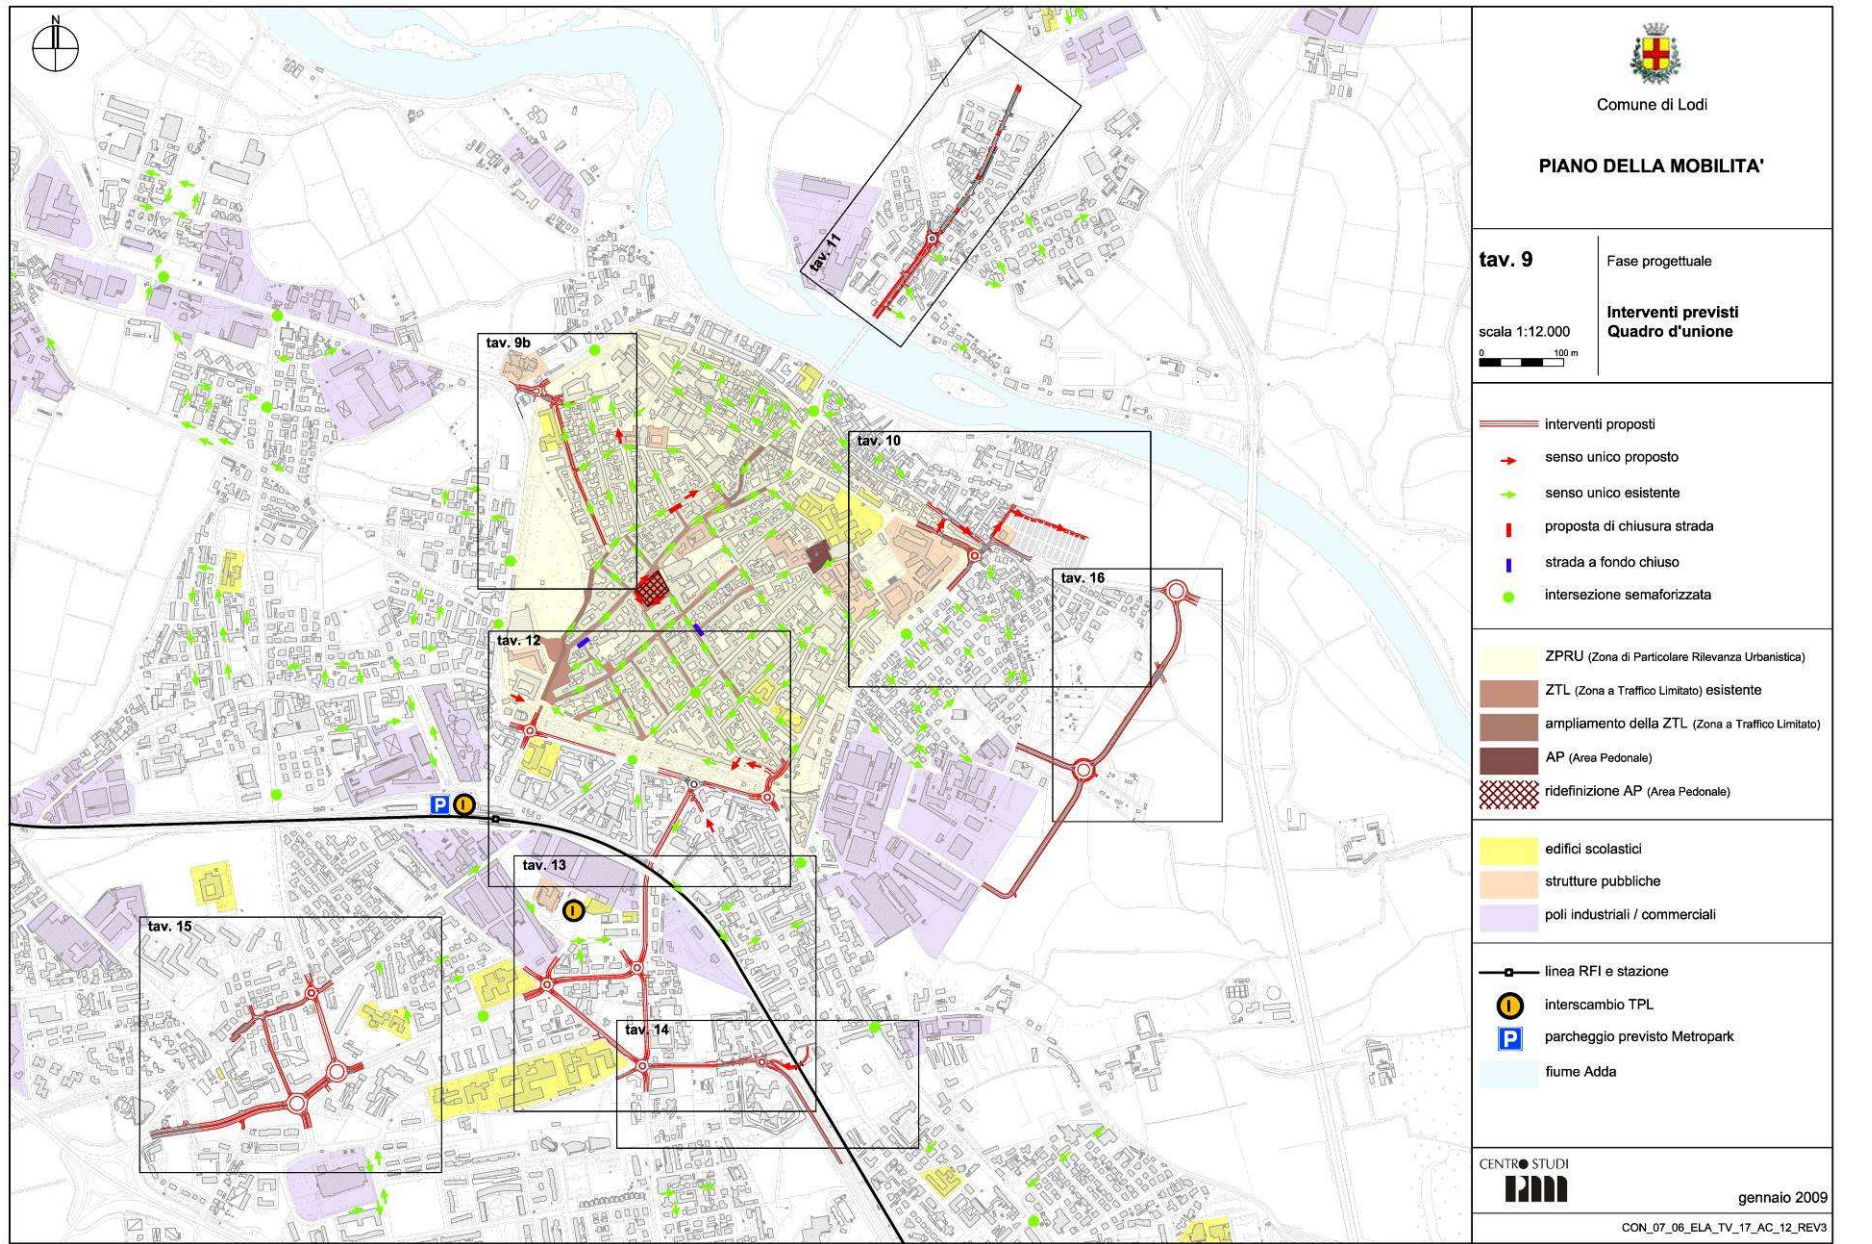 N
tav. 11
tav. 9b
tav. 10
tav. 16
tav. 12
P I
tav. 13
I
tav. 15
tav. 14
Comune di Lodi
PIANO DELLA MOBILITA'
tav. 9
Fase progettuale
Interventi previsti
Quadro d'unione
scala 1:12.000
0 100 m
interventi proposti
senso unico proposto
senso unico esistente
proposta di chiusura strada
strada a fondo chiuso
intersezione semaforizzata
ZPRU (Zona di Particolare Rilevanza Urbanistica)
ZTL (Zona a Traffico Limitato) esistente
ampliamento della ZTL (Zona a Traffico Limitato)
AP (Area Pedonale)
ridefinizione AP (Area Pedonale)
edifici scolastici
strutture pubbliche
poli industriali / commerciali
linea RFI e stazione
I interscambio TPL
P parcheggio previsto Metropark
fiume Adda
CENTRO STUDI
PIM
gennaio 2009
CON_07_06_ELA_TV_17_AC_12_REV3